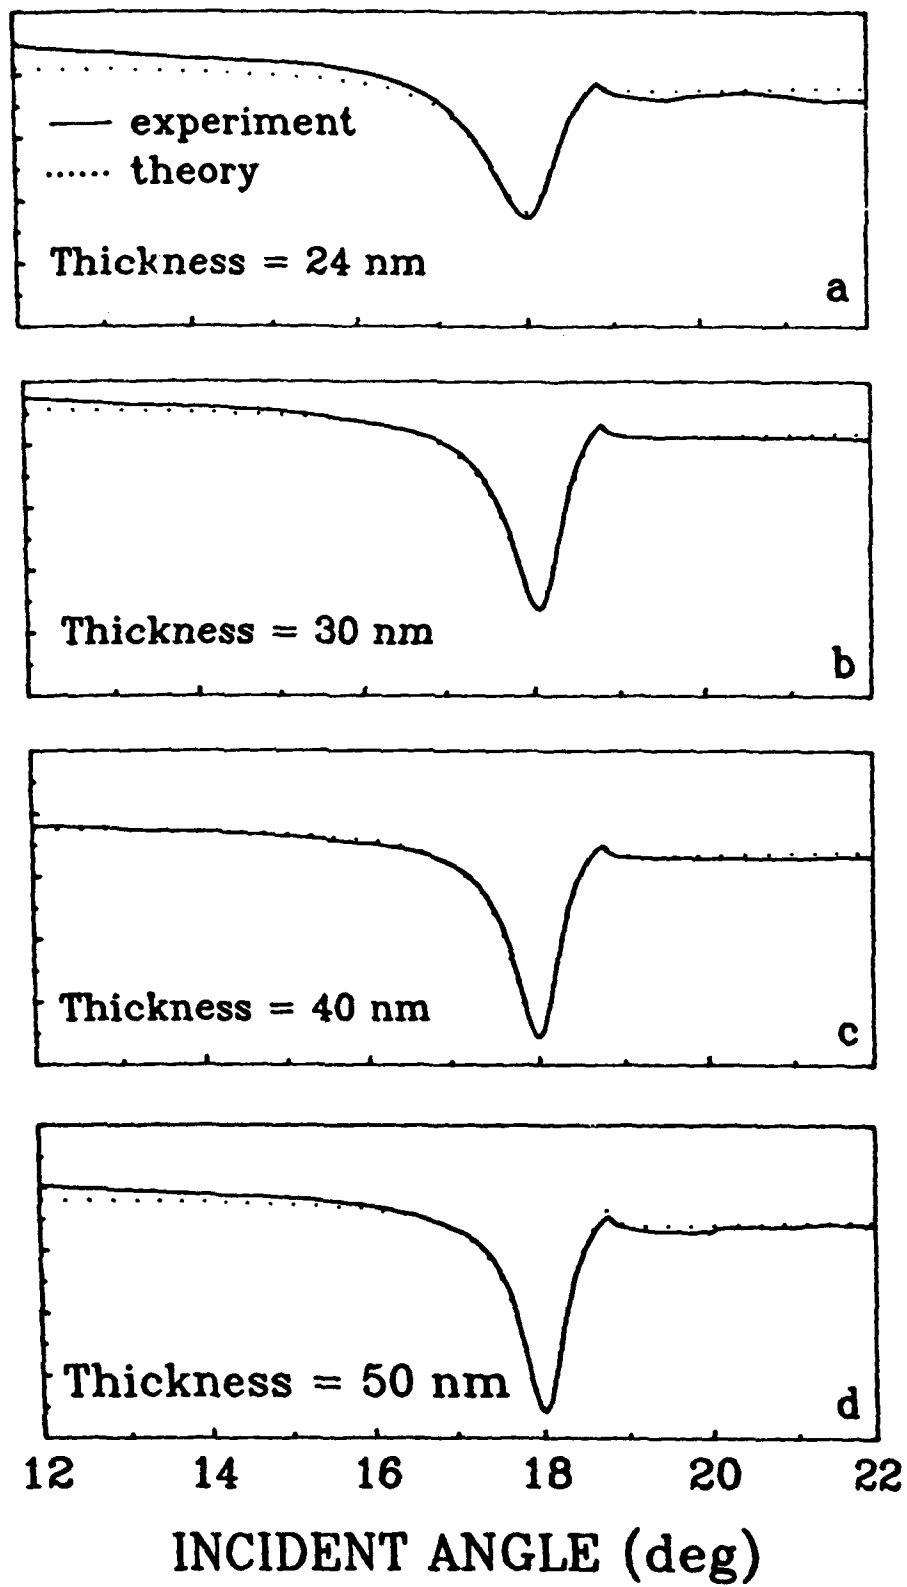 experiment
theory
Thickness = 24 nm
a
Thickness = 30 nm
b
Thickness = 40 nm
c
Thickness = 50 nm
d
12 14 16 18 20 22
INCIDENT ANGLE (deg)